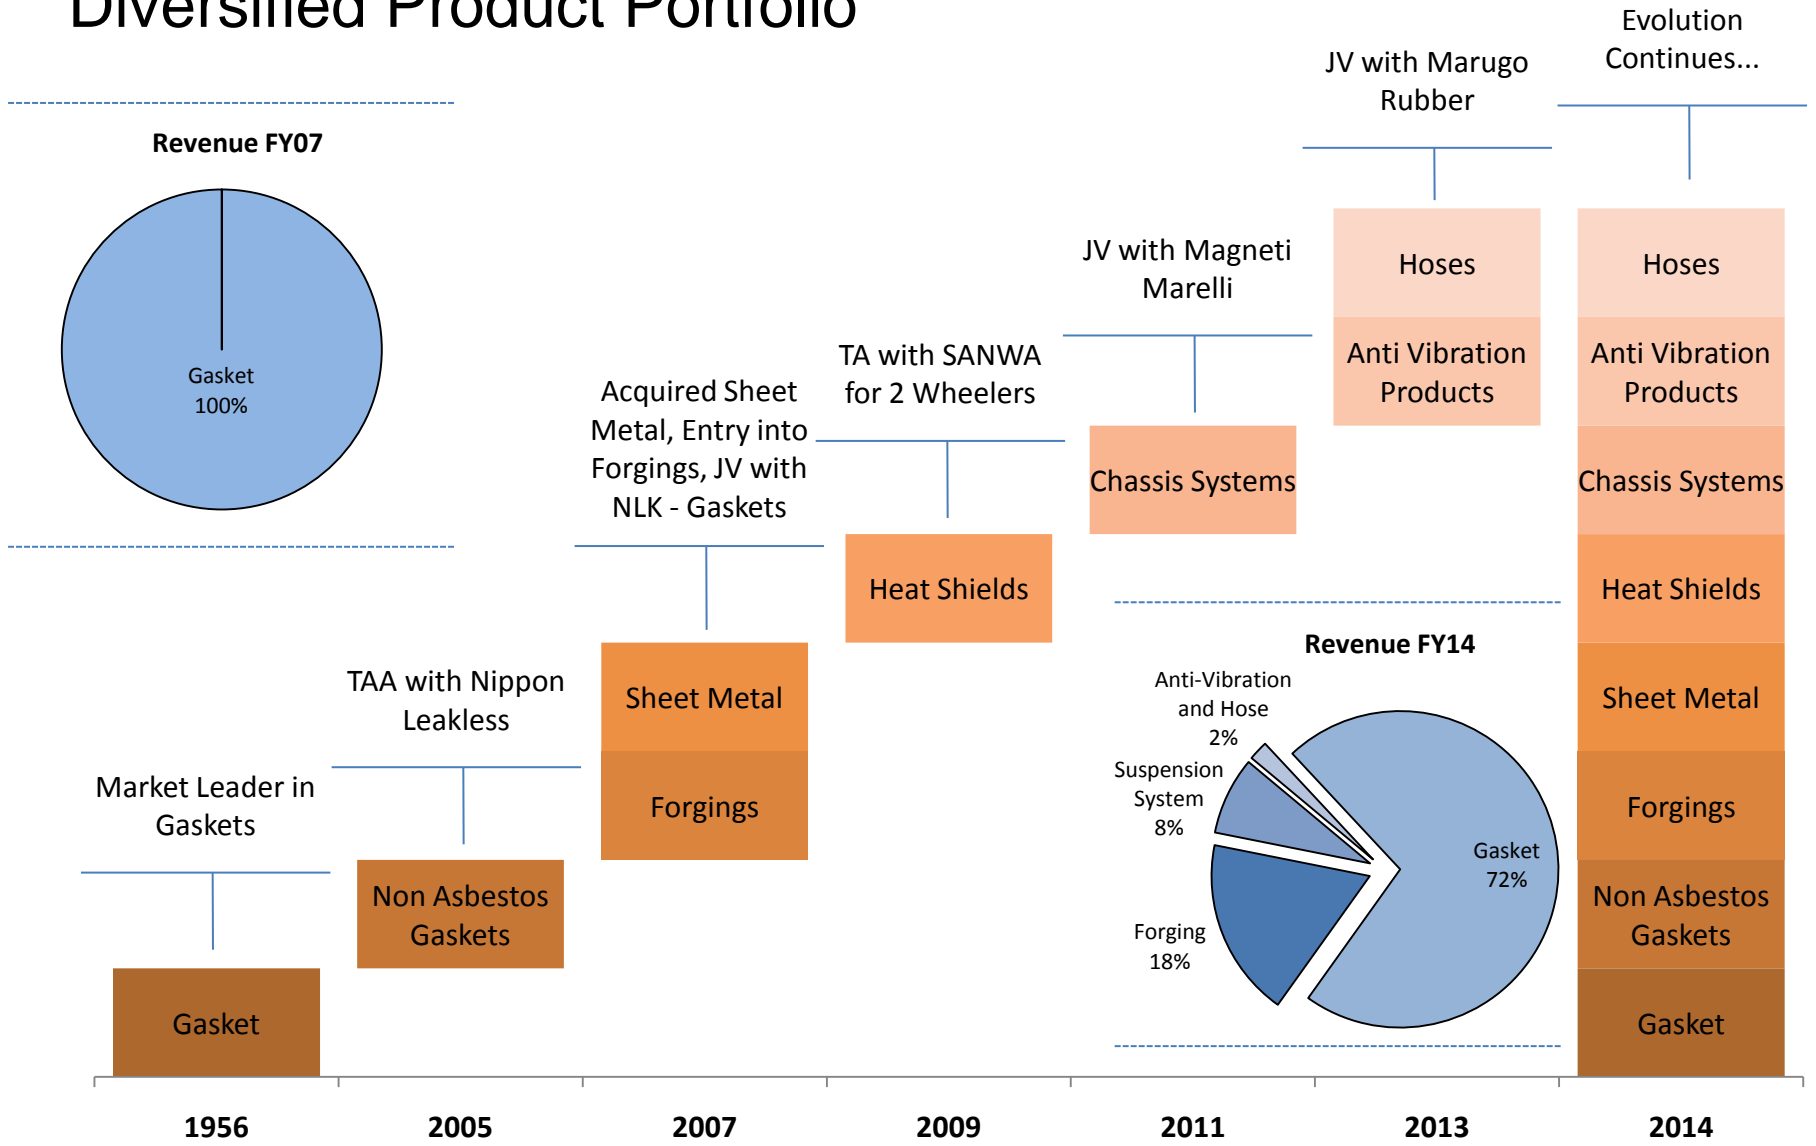 Diversified Product Portfolio
Revenue FY07
Gasket
100%
Market Leader in
Gaskets
Gasket
TAA with Nippon
Leakless
Non Asbestos
Gaskets
Acquired Sheet
Metal, Entry into
Forgings, JV with
NLK - Gaskets
Sheet Metal
Forgings
TA with SANWA
for 2 Wheelers
Heat Shields
JV with Magneti
Marelli
Chassis Systems
JV with Marugo
Rubber
Hoses
Anti Vibration
Products
Evolution
Continues...
Hoses
Anti Vibration
Products
Chassis Systems
Heat Shields
Sheet Metal
Forgings
Non Asbestos
Gaskets
Gasket
Revenue FY14
Anti-Vibration
and Hose
2%
Suspension
System
8%
Forging
18%
Gasket
72%
1956
2005
2007
2009
2011
2013
2014